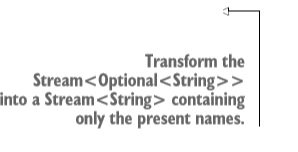 Transform the
Stream<Optional<String>>
into a Stream<String> containing
only the present names.